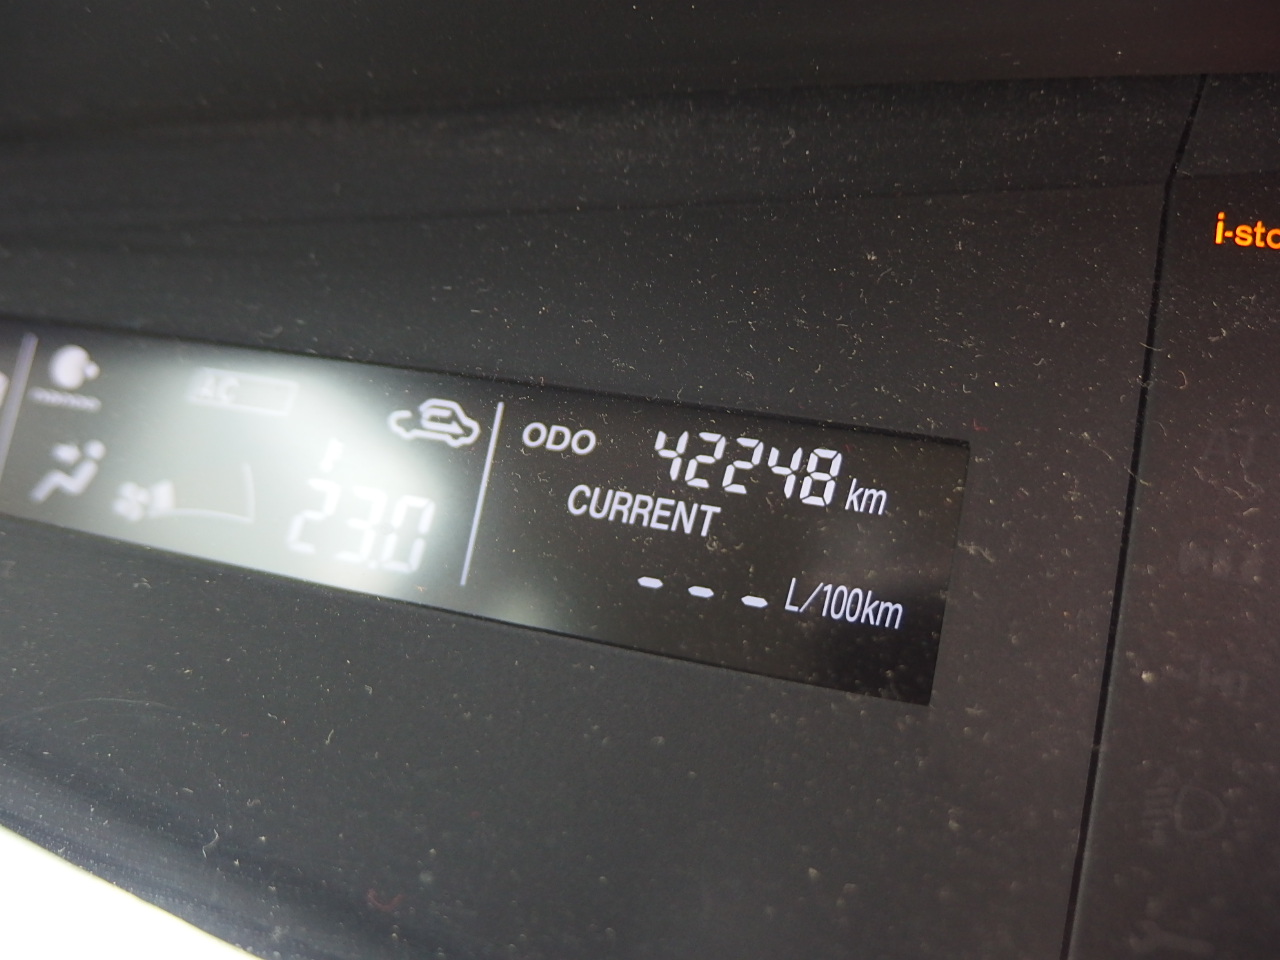 i-sto
A/C
ODO 42248 km
CURRENT
23.0
- - - L/100km